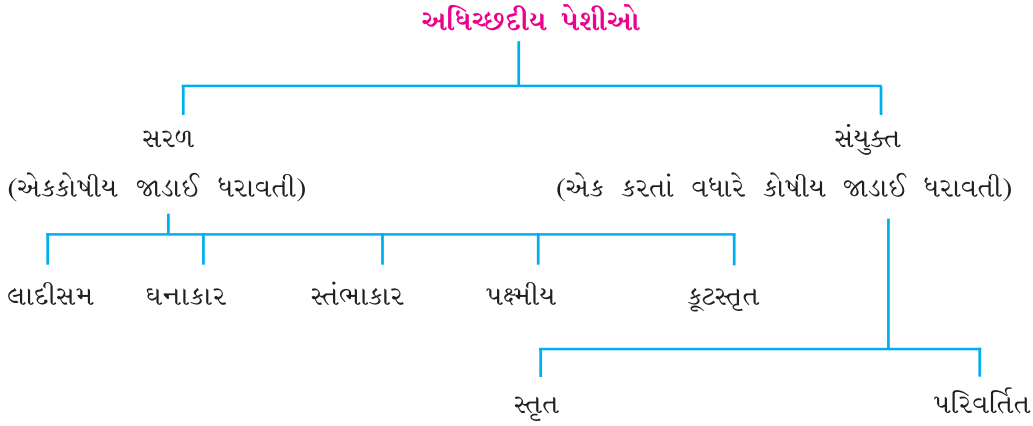 અધિચ્છદીય પેશીઓ
સરળ સંયુક્ત
(એકકોષીય જાડાઈ ધરાવતી) (એક કરતાં વધારે કોષીય જાડાઈ ધરાવતી)
લાદીસમ ઘનાકાર સ્તંભાકાર પક્ષ્મીય કૂટસ્તૃત
સ્તૃત પરિવર્તિત